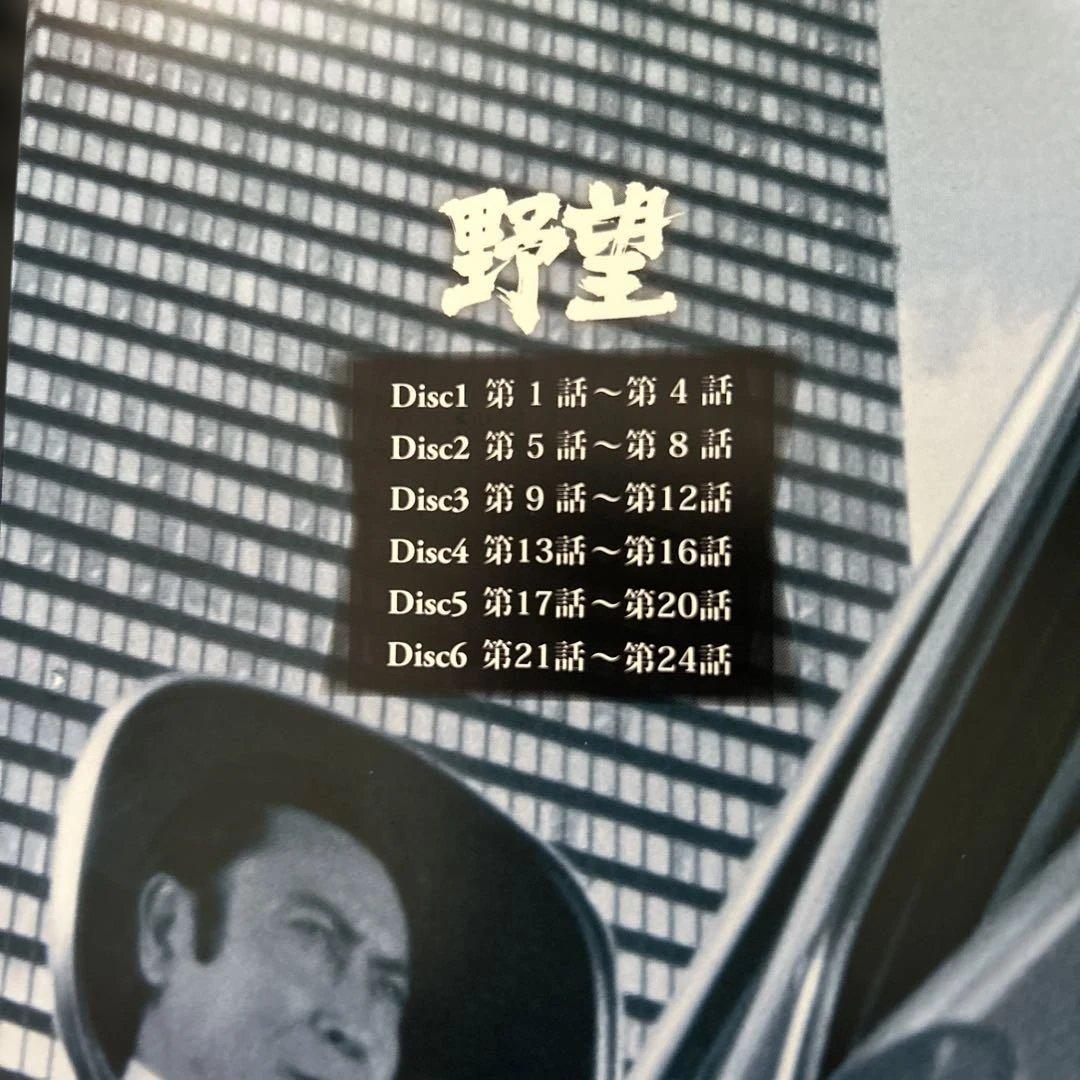 野望
Disc1 第 1 話～第 4 話
Disc2 第 5 話～第 8 話
Disc3 第 9 話～第12話
Disc4 第13話～第16話
Disc5 第17話～第20話
Disc6 第21話～第24話